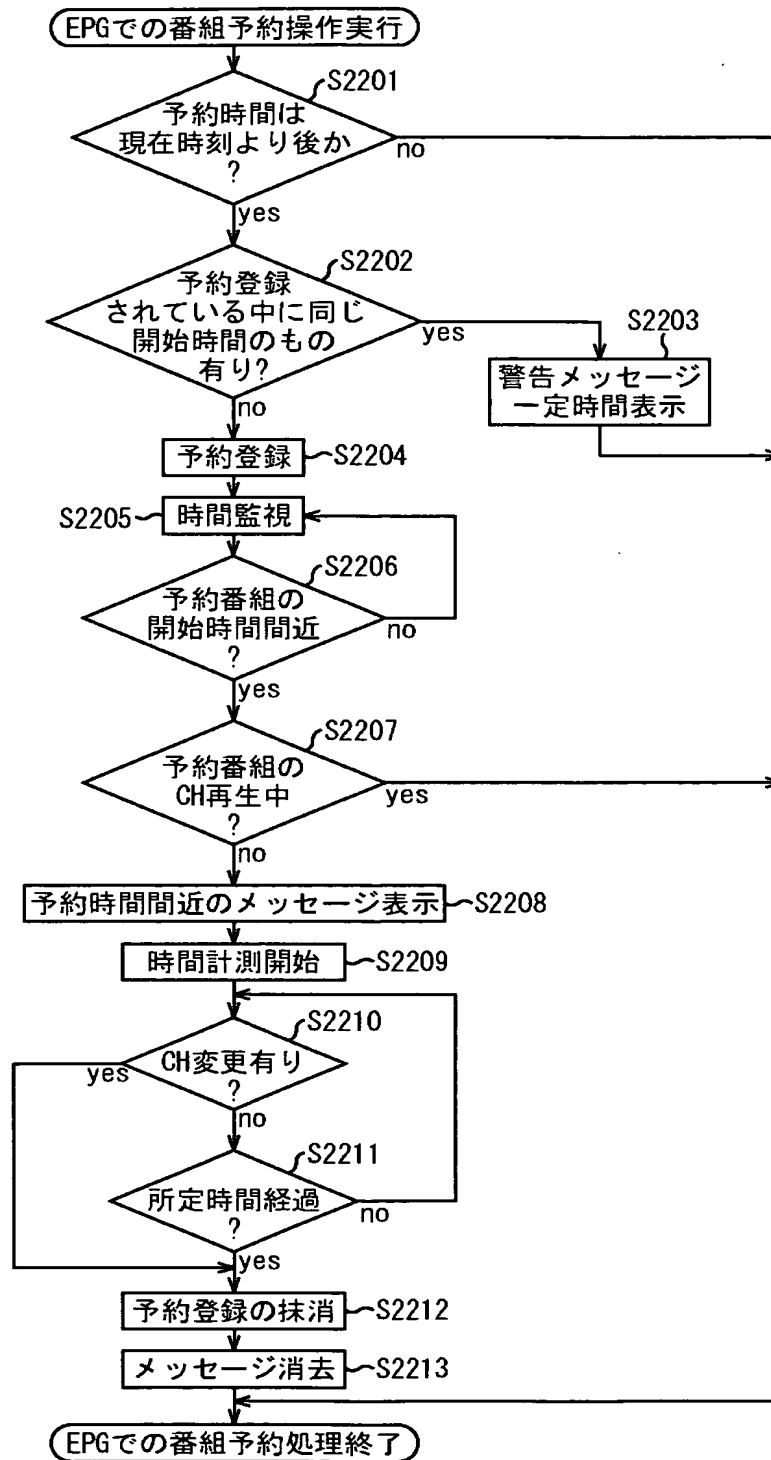 EPGでの番組予約操作実行
S2201
予約時間は
現在時刻より後か
?
no
yes
S2202
予約登録
されている中に同じ
開始時間のもの
有り?
yes
no
S2203
警告メッセージ
一定時間表示
予約登録
S2204
S2205
時間監視
S2206
予約番組の
開始時間間近
?
no
yes
S2207
予約番組の
CH再生中
?
yes
no
予約時間間近のメッセージ表示
S2208
時間計測開始
S2209
S2210
CH変更有り
?
yes
no
S2211
所定時間経過
?
no
yes
予約登録の抹消
S2212
メッセージ消去
S2213
EPGでの番組予約処理終了